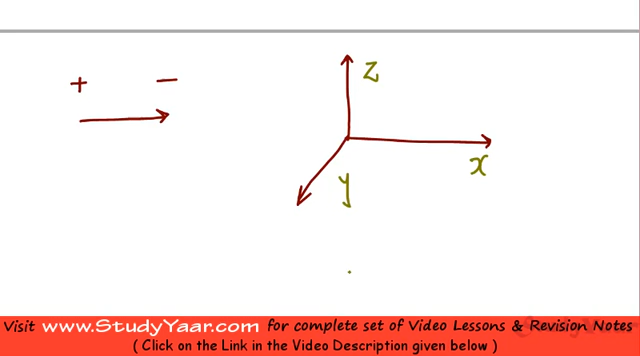 + −
z
x
y
Visit www.StudyYaar.com for complete set of Video Lessons & Revision Notes
( Click on the Link in the Video Description given below )